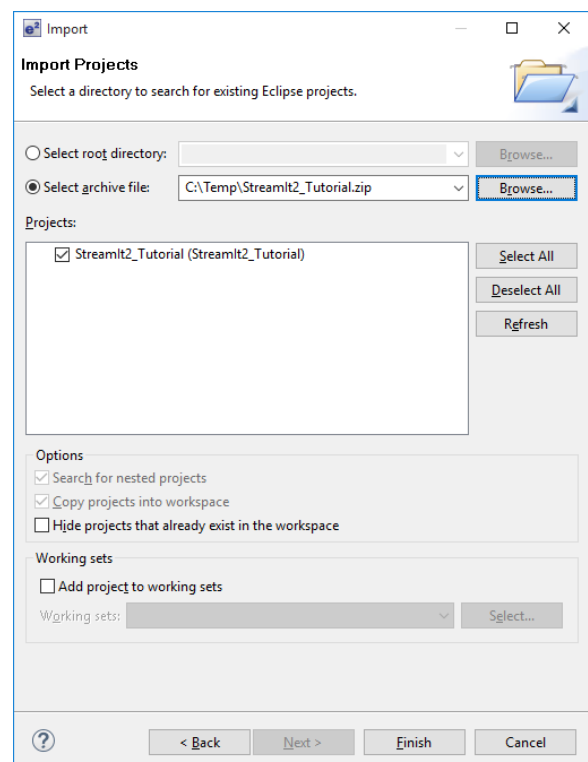 e² Import
Import Projects
Select a directory to search for existing Eclipse projects.
Select root directory: Browse...
Select archive file: C:\Temp\StreamIt2_Tutorial.zip Browse...
Projects:
StreamIt2_Tutorial (StreamIt2_Tutorial) Select All
Deselect All
Refresh
Options
Search for nested projects
Copy projects into workspace
Hide projects that already exist in the workspace
Working sets
Add project to working sets
Working sets: Select...
? < Back Next > Finish Cancel